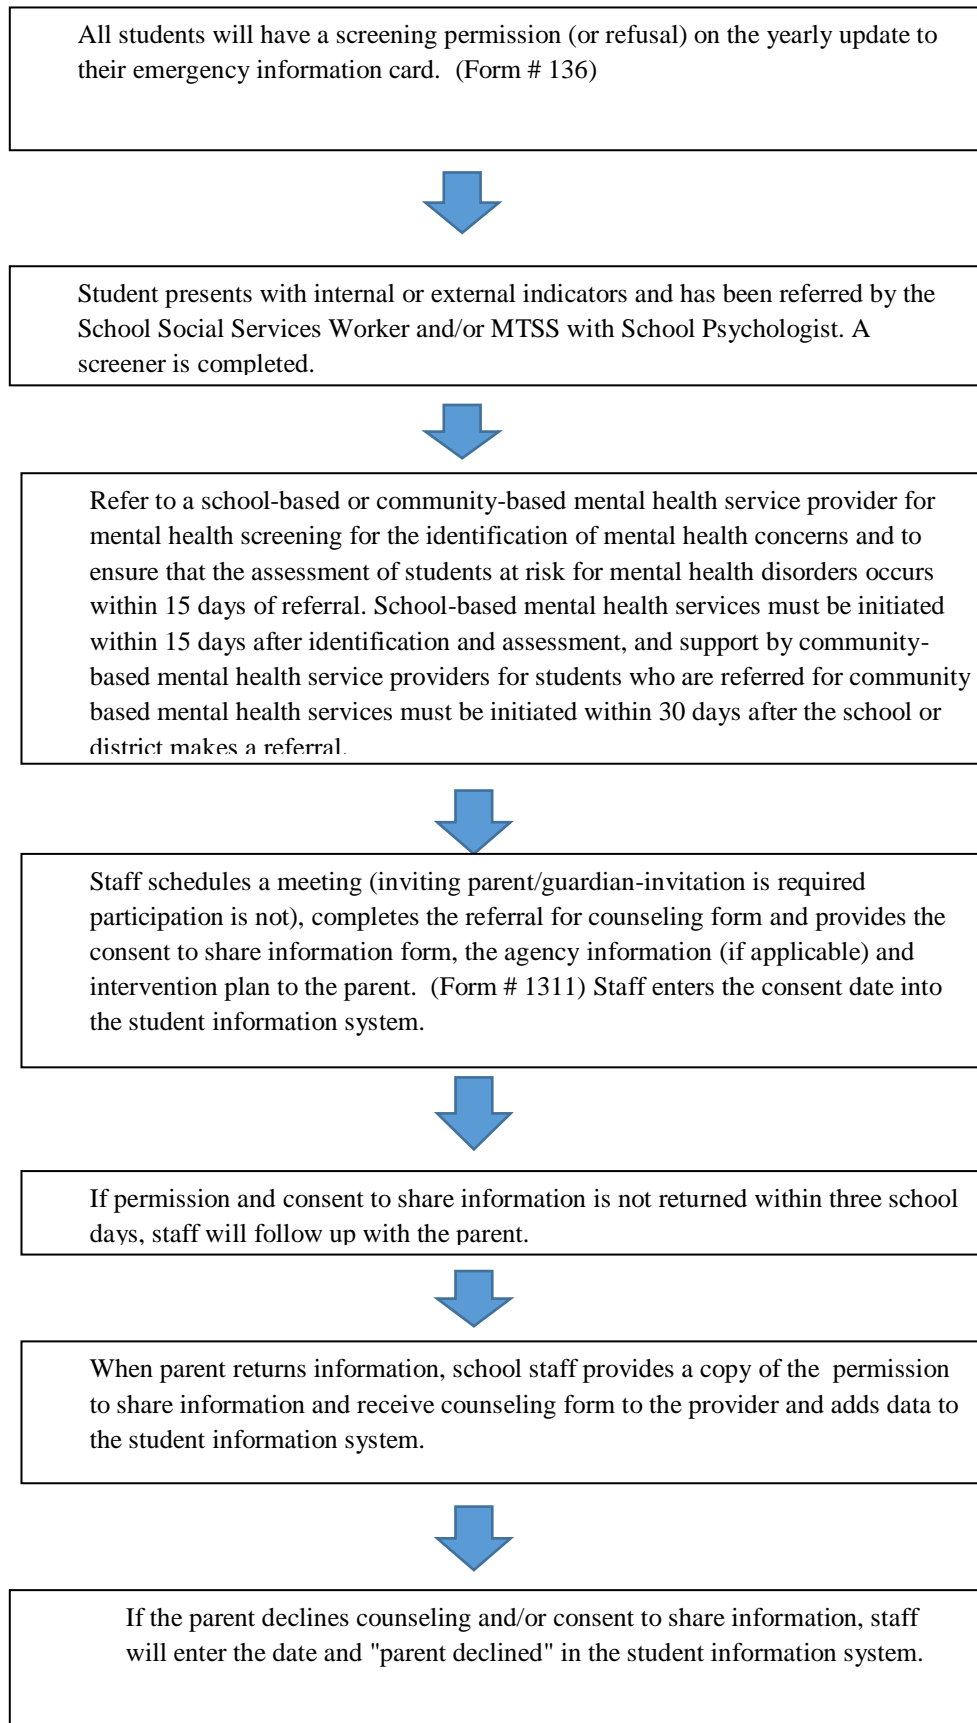 All students will have a screening permission (or refusal) on the yearly update to
their emergency information card.  (Form # 136)
Student presents with internal or external indicators and has been referred by the
School Social Services Worker and/or MTSS with School Psychologist. A
screener is completed.
Refer to a school-based or community-based mental health service provider for
mental health screening for the identification of mental health concerns and to
ensure that the assessment of students at risk for mental health disorders occurs
within 15 days of referral. School-based mental health services must be initiated
within 15 days after identification and assessment, and support by community-
based mental health service providers for students who are referred for community
based mental health services must be initiated within 30 days after the school or
district makes a referral.
Staff schedules a meeting (inviting parent/guardian-invitation is required
participation is not), completes the referral for counseling form and provides the
consent to share information form, the agency information (if applicable) and
intervention plan to the parent.  (Form # 1311) Staff enters the consent date into
the student information system.
If permission and consent to share information is not returned within three school
days, staff will follow up with the parent.
When parent returns information, school staff provides a copy of the  permission
to share information and receive counseling form to the provider and adds data to
the student information system.
If the parent declines counseling and/or consent to share information, staff
will enter the date and "parent declined" in the student information system.